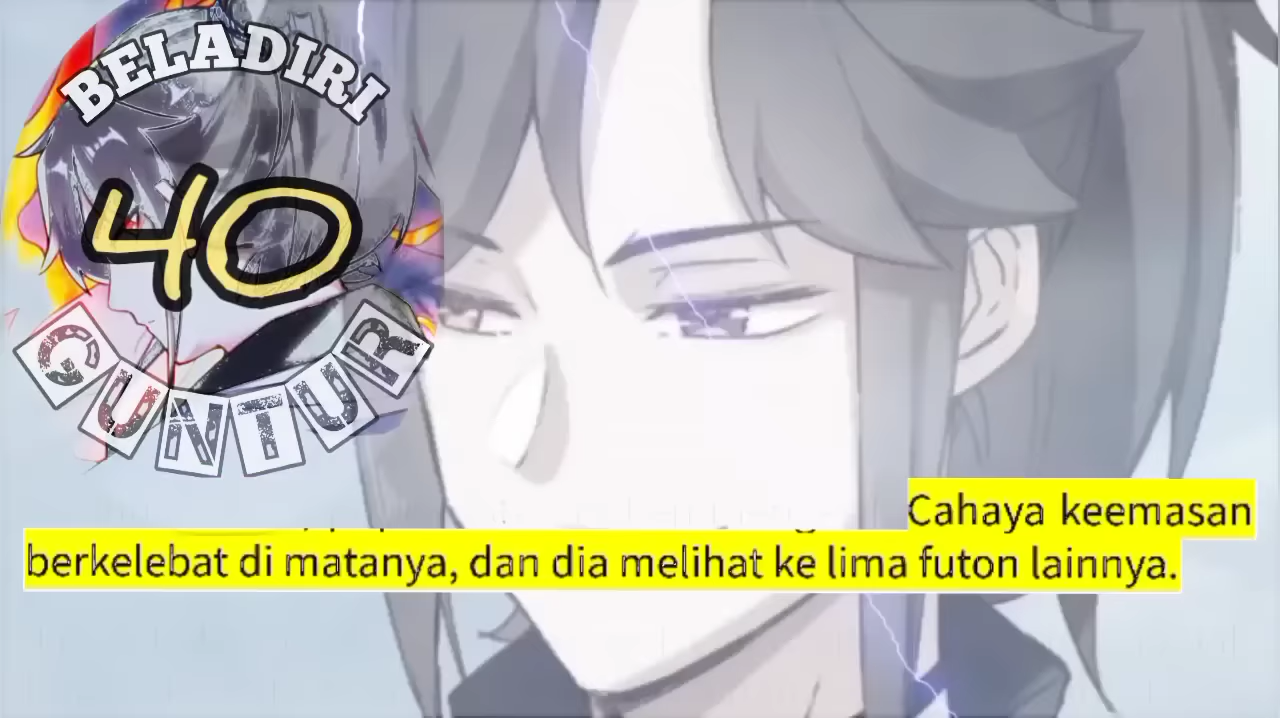 BELADIRI
40
GUNTUR
Cahaya keemasan
berkelebat di matanya, dan dia melihat ke lima futon lainnya.